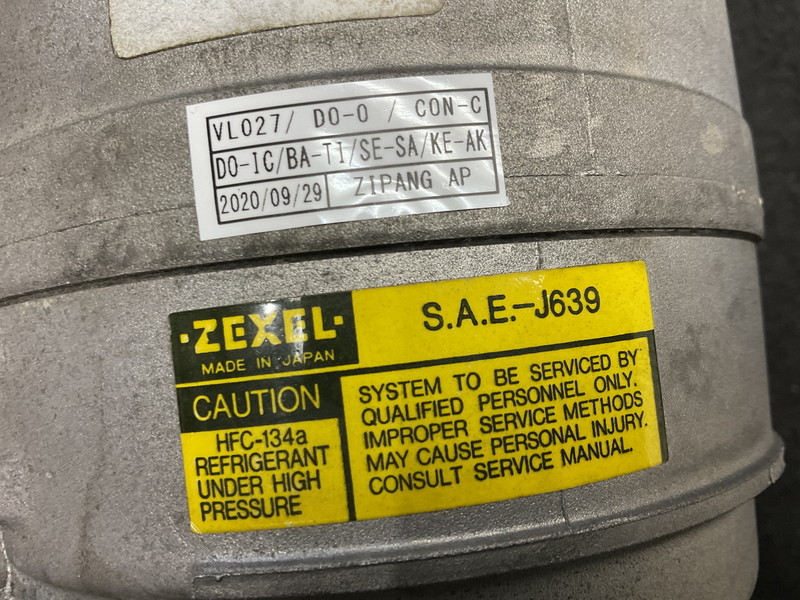 VL027/ DO-O / CON-C
DO-IC/BA-TI/SE-SA/KE-AK
2020/09/29 ZIPANG AP
·ZEXEL·
MADE IN JAPAN
S.A.E.-J639
CAUTION
HFC-134a
REFRIGERANT
UNDER HIGH
PRESSURE
SYSTEM TO BE SERVICED BY
QUALIFIED PERSONNEL ONLY.
IMPROPER SERVICE METHODS
MAY CAUSE PERSONAL INJURY.
CONSULT SERVICE MANUAL.